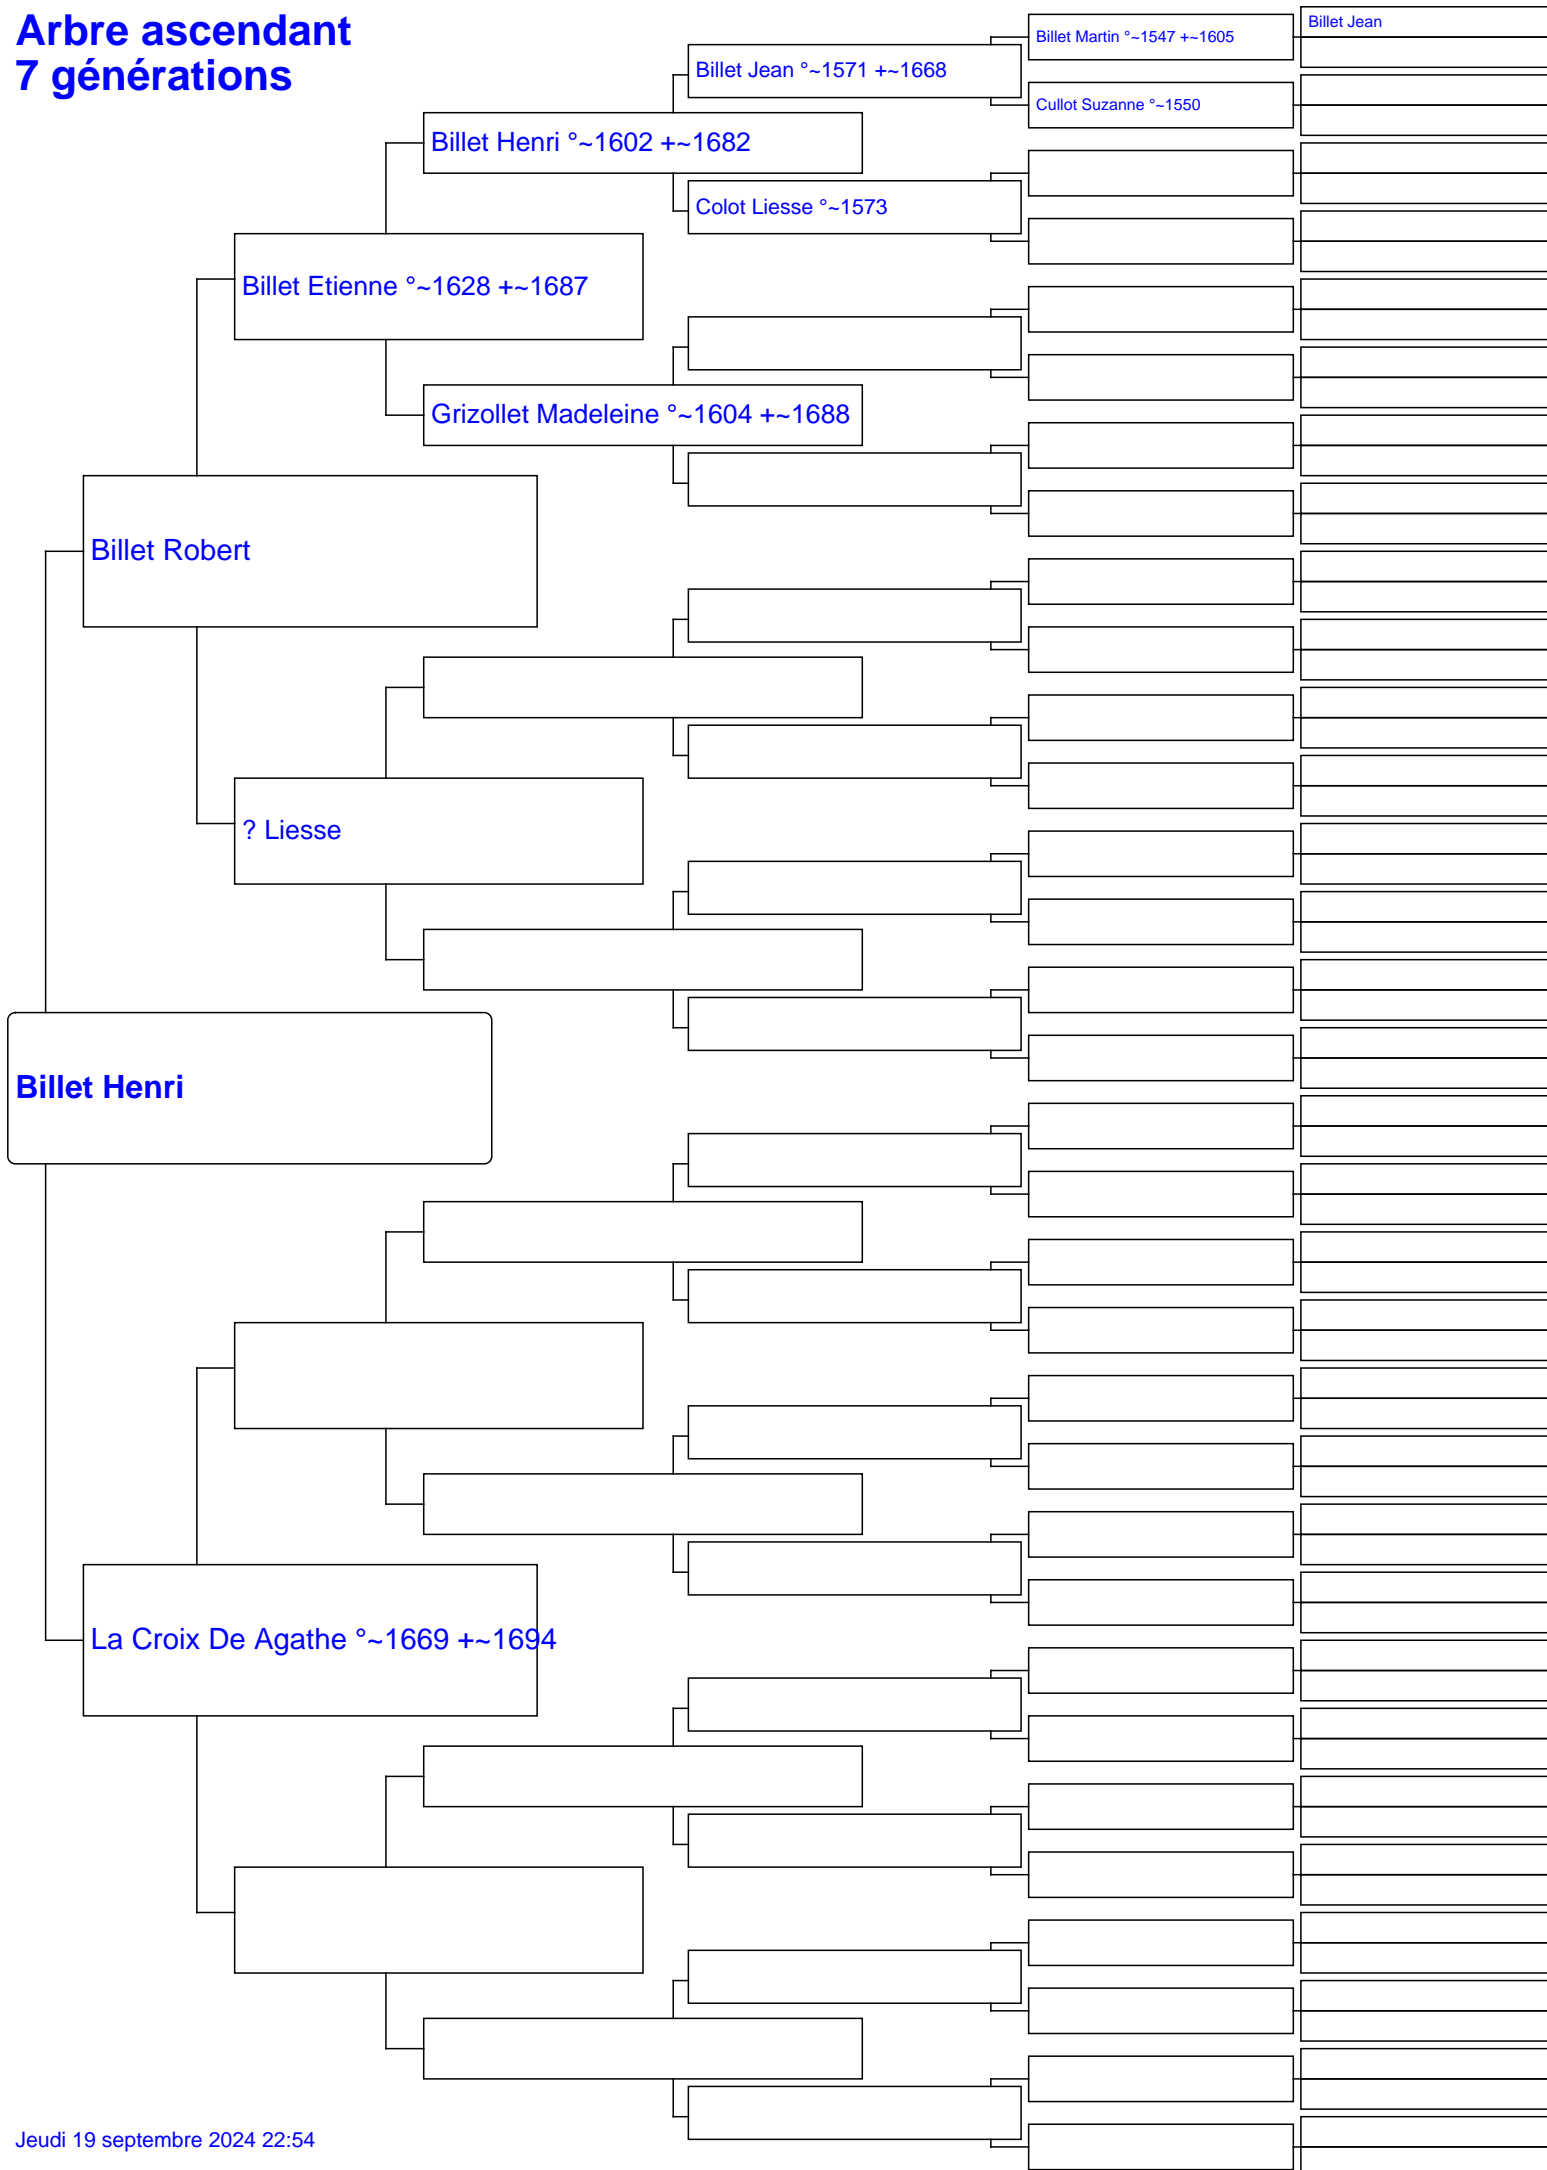 Arbre ascendant
7 générations
Billet Jean
Billet Martin °~1547 +~1605
Billet Jean °~1571 +~1668
Cullot Suzanne °~1550
Billet Henri °~1602 +~1682
Colot Liesse °~1573
Billet Etienne °~1628 +~1687
Grizollet Madeleine °~1604 +~1688
Billet Robert
? Liesse
Billet Henri
La Croix De Agathe °~1669 +~1694
Jeudi 19 septembre 2024 22:54